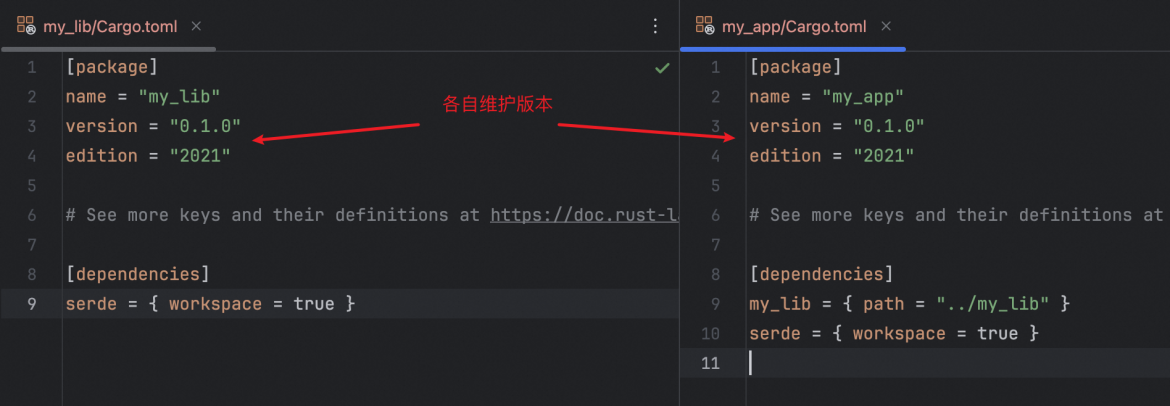 my_lib/Cargo.toml
1 [package]
2 name = "my_lib"
3 version = "0.1.0"
4 edition = "2021"
5
6 # See more keys and their definitions at https://doc.rust-l
7
8 [dependencies]
9 serde = { workspace = true }
各自维护版本
my_app/Cargo.toml
1 [package]
2 name = "my_app"
3 version = "0.1.0"
4 edition = "2021"
5
6 # See more keys and their definitions at
7
8 [dependencies]
9 my_lib = { path = "../my_lib" }
10 serde = { workspace = true }
11